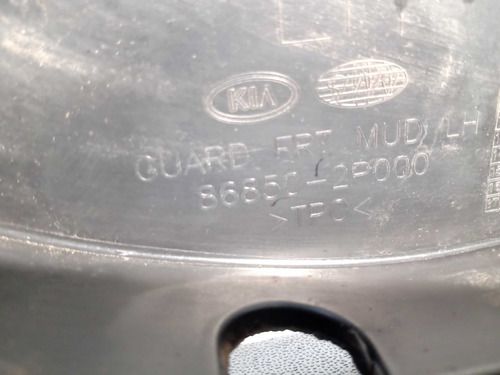 KIA
GUARD FRT MUD/LH
86850-2P000
>TPO<